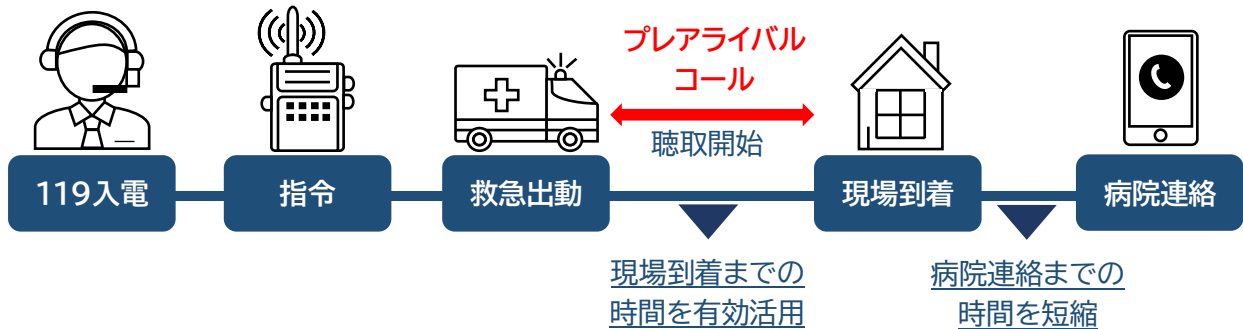 プレアライバル
コール
聴取開始
119入電
指令
救急出動
現場到着
病院連絡
現場到着までの
時間を有効活用
病院連絡までの
時間を短縮